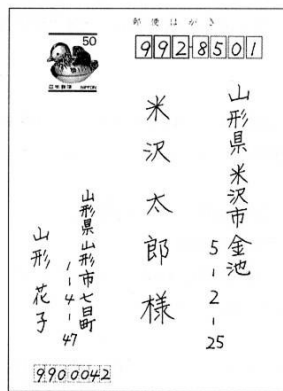 郵便はがき
50
日本郵便 NIPPON
992-8501
山形県米沢市金池
5-2-25
米沢太郎様
山形県山形市七日町
1-4-47
山形花子
9900042